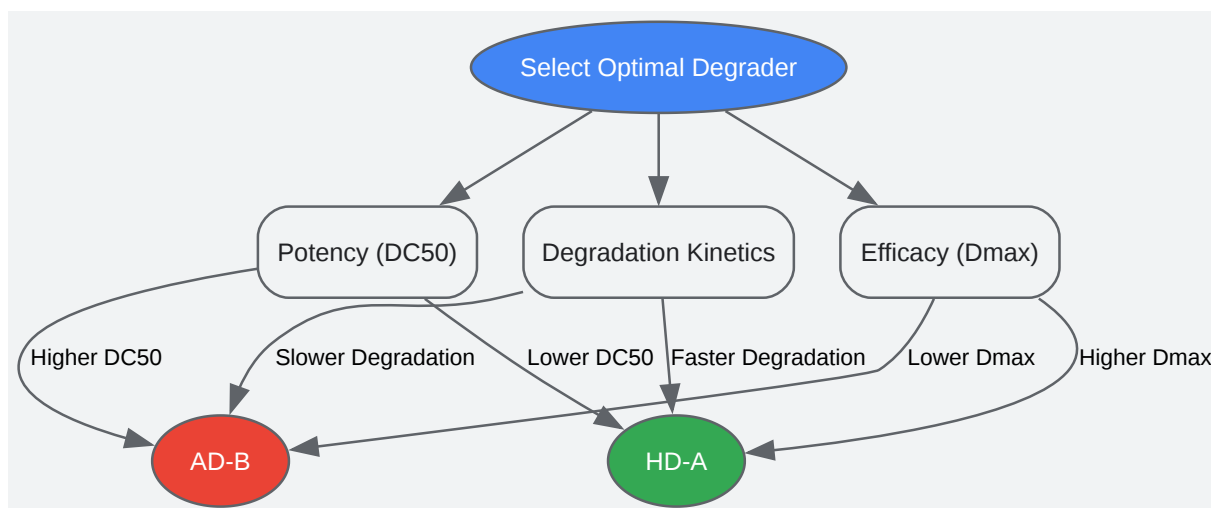 Select Optimal Degrader
Potency (DC50)
Degradation Kinetics
Efficacy (Dmax)
Higher DC50
Slower Degradation
Lower DC50
Faster Degradation
Lower Dmax
Higher Dmax
AD-B
HD-A